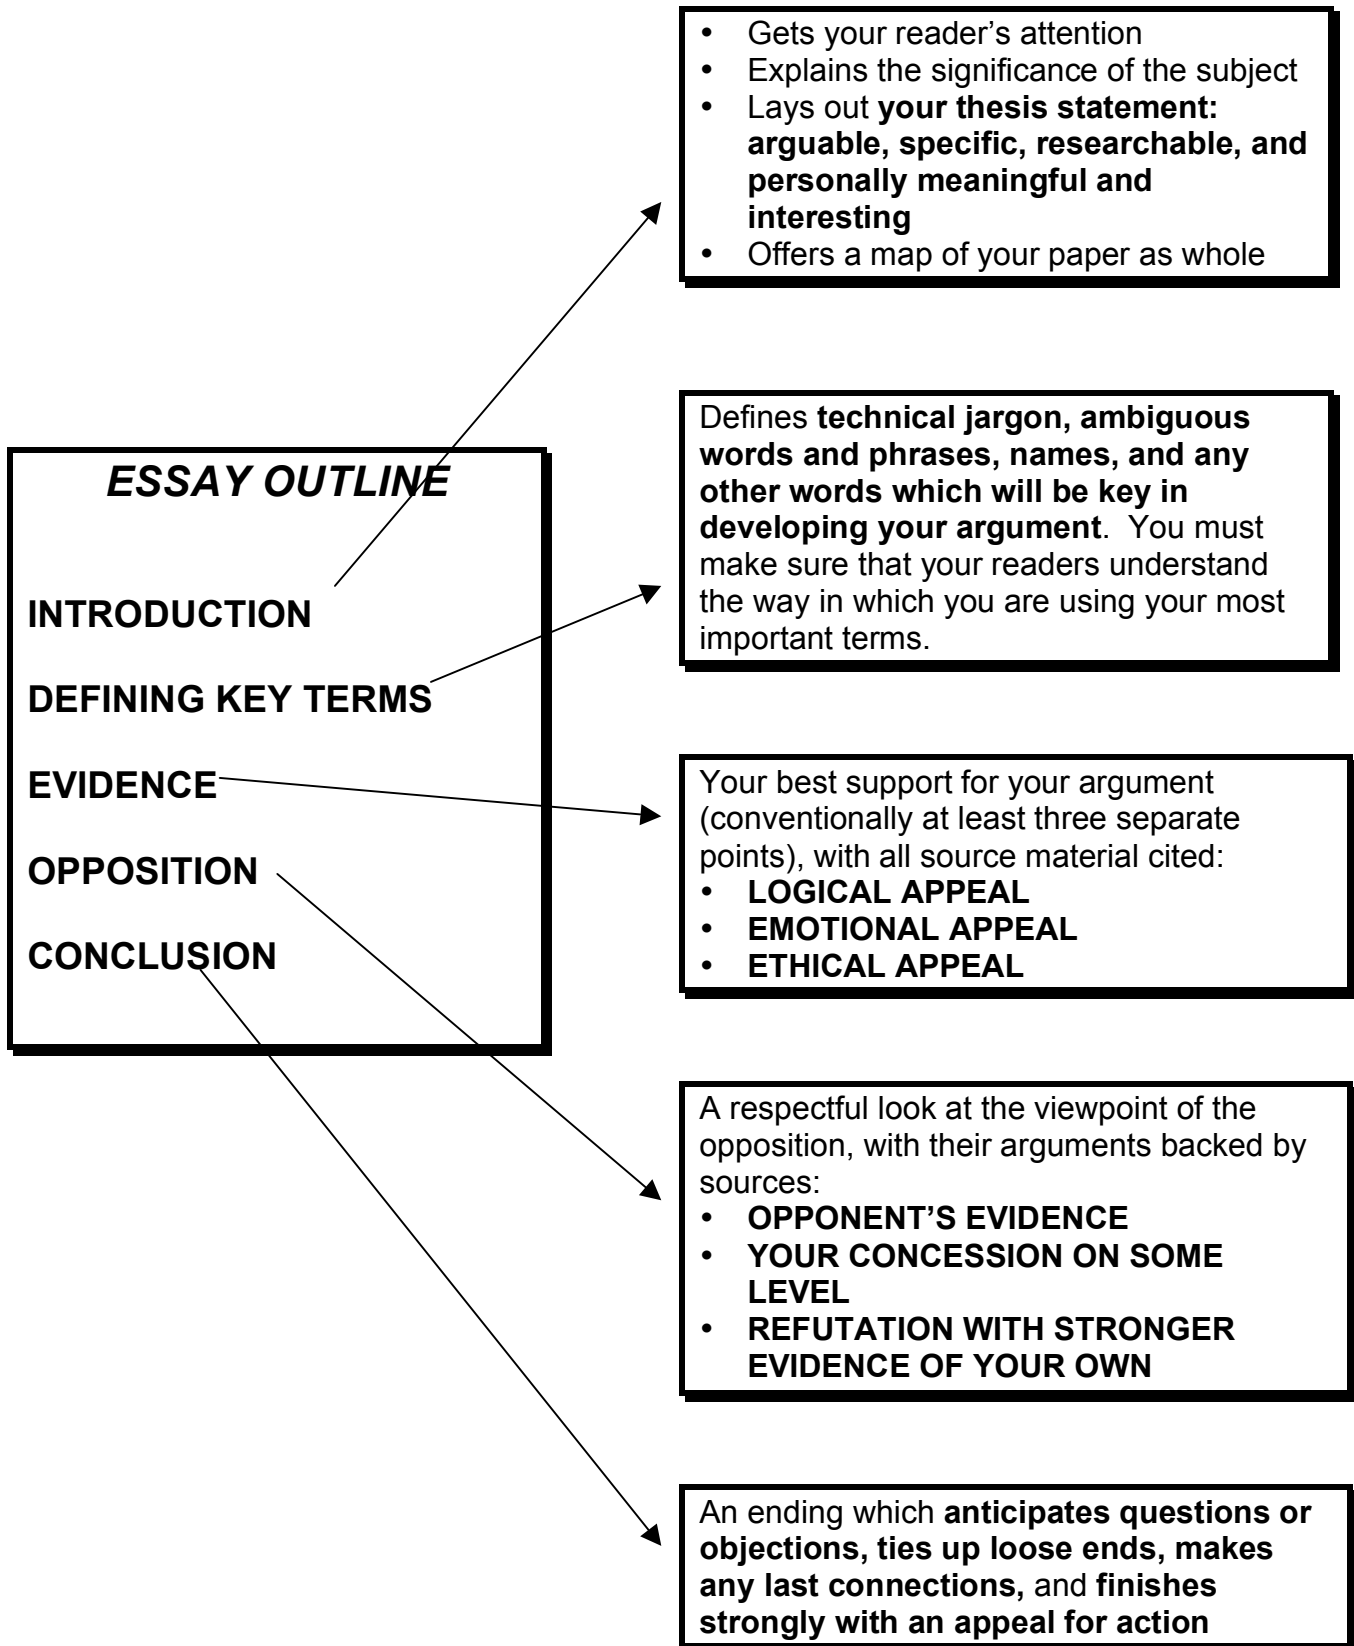 • Gets your reader’s attention
• Explains the significance of the subject
• Lays out your thesis statement:
arguable, specific, researchable, and
personally meaningful and
interesting
• Offers a map of your paper as whole
Defines technical jargon, ambiguous
words and phrases, names, and any
other words which will be key in
developing your argument. You must
make sure that your readers understand
the way in which you are using your most
important terms.
ESSAY OUTLINE
INTRODUCTION
DEFINING KEY TERMS
EVIDENCE
OPPOSITION
CONCLUSION
Your best support for your argument
(conventionally at least three separate
points), with all source material cited:
• LOGICAL APPEAL
• EMOTIONAL APPEAL
• ETHICAL APPEAL
A respectful look at the viewpoint of the
opposition, with their arguments backed by
sources:
• OPPONENT’S EVIDENCE
• YOUR CONCESSION ON SOME
LEVEL
• REFUTATION WITH STRONGER
EVIDENCE OF YOUR OWN
An ending which anticipates questions or
objections, ties up loose ends, makes
any last connections, and finishes
strongly with an appeal for action